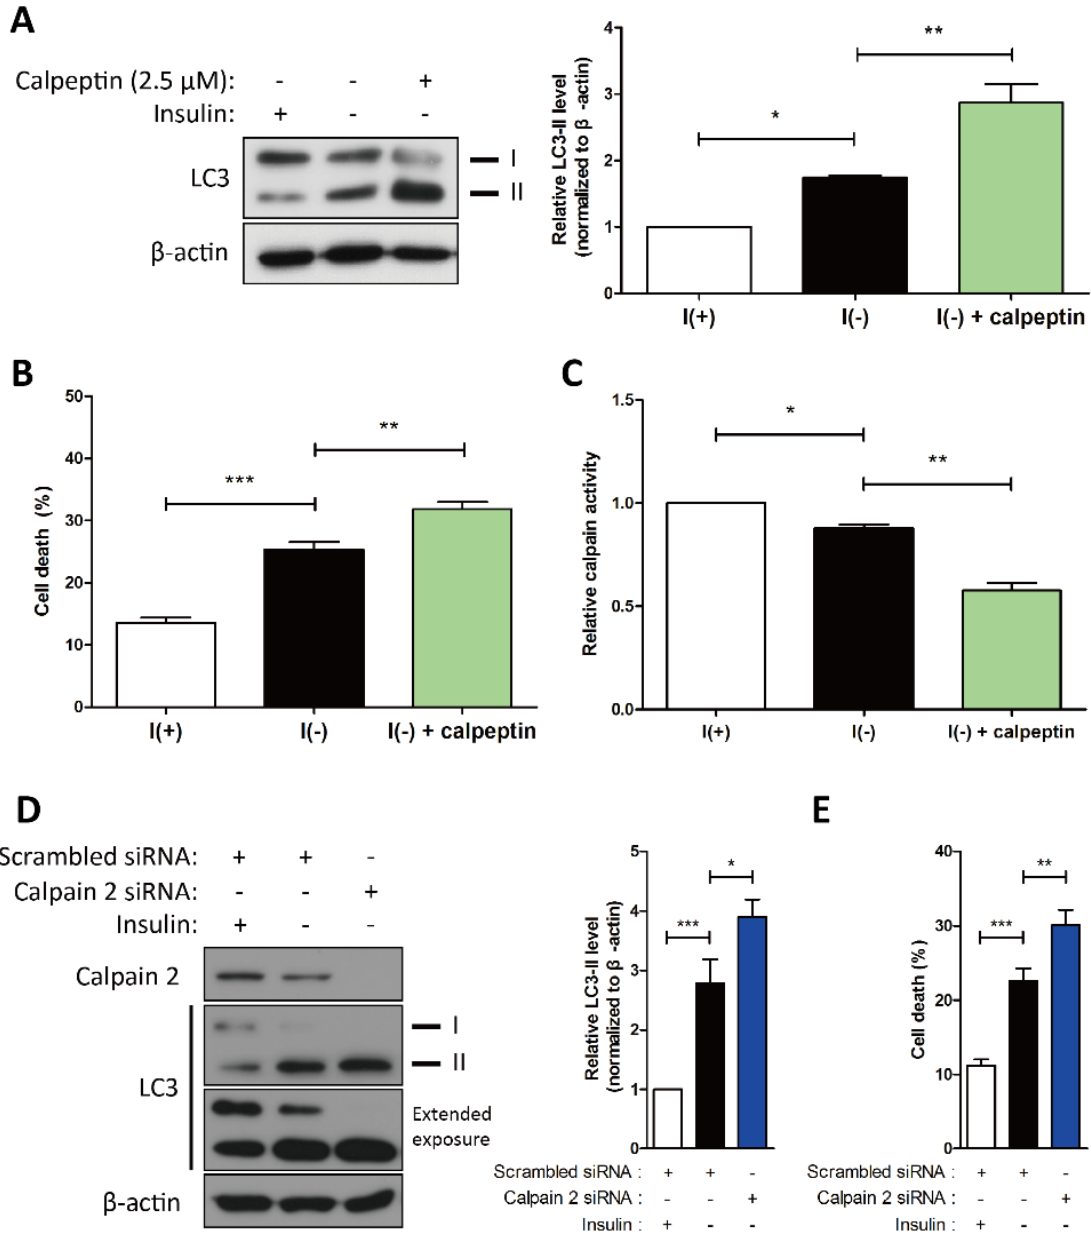 A
Calpeptin (2.5 µM): - - +
Insulin: + - -
LC3
I
II
β-actin
Relative LC3-II level
(normalized to β -actin)
4
3
2
1
0
*
**
I(+) I(-) I(-) + calpeptin
B
Cell death (%)
50
40
30
20
10
0
***
**
I(+) I(-) I(-) + calpeptin
C
Relative calpain activity
1.5
1.0
0.5
0.0
*
**
I(+) I(-) I(-) + calpeptin
D
Scrambled siRNA: + + -
Calpain 2 siRNA: - - +
Insulin: + - -
Calpain 2
LC3
I
II
Extended
exposure
β-actin
Relative LC3-II level
(normalized to β -actin)
5
4
3
2
1
0
***
*
Scrambled siRNA : + + -
Calpain 2 siRNA : - - +
Insulin : + - -
E
Cell death (%)
40
30
20
10
0
***
**
Scrambled siRNA : + + -
Calpain 2 siRNA : - - +
Insulin : + - -